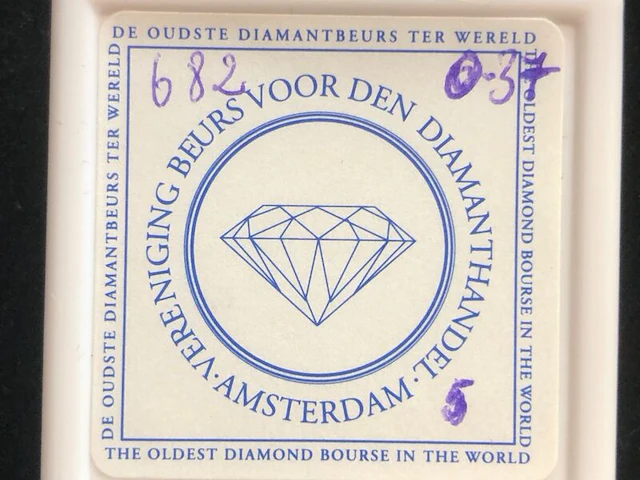 DE OUDSTE DIAMANTBEURS TER WERELD
682
0.37
DE OUDSTE DIAMANTBEURS TER WERELD
VERENIGING BEURS VOOR DEN DIAMANTHANDEL
· AMSTERDAM ·
THE OLDEST DIAMOND BOURSE IN THE WORLD
5
THE OLDEST DIAMOND BOURSE IN THE WORLD